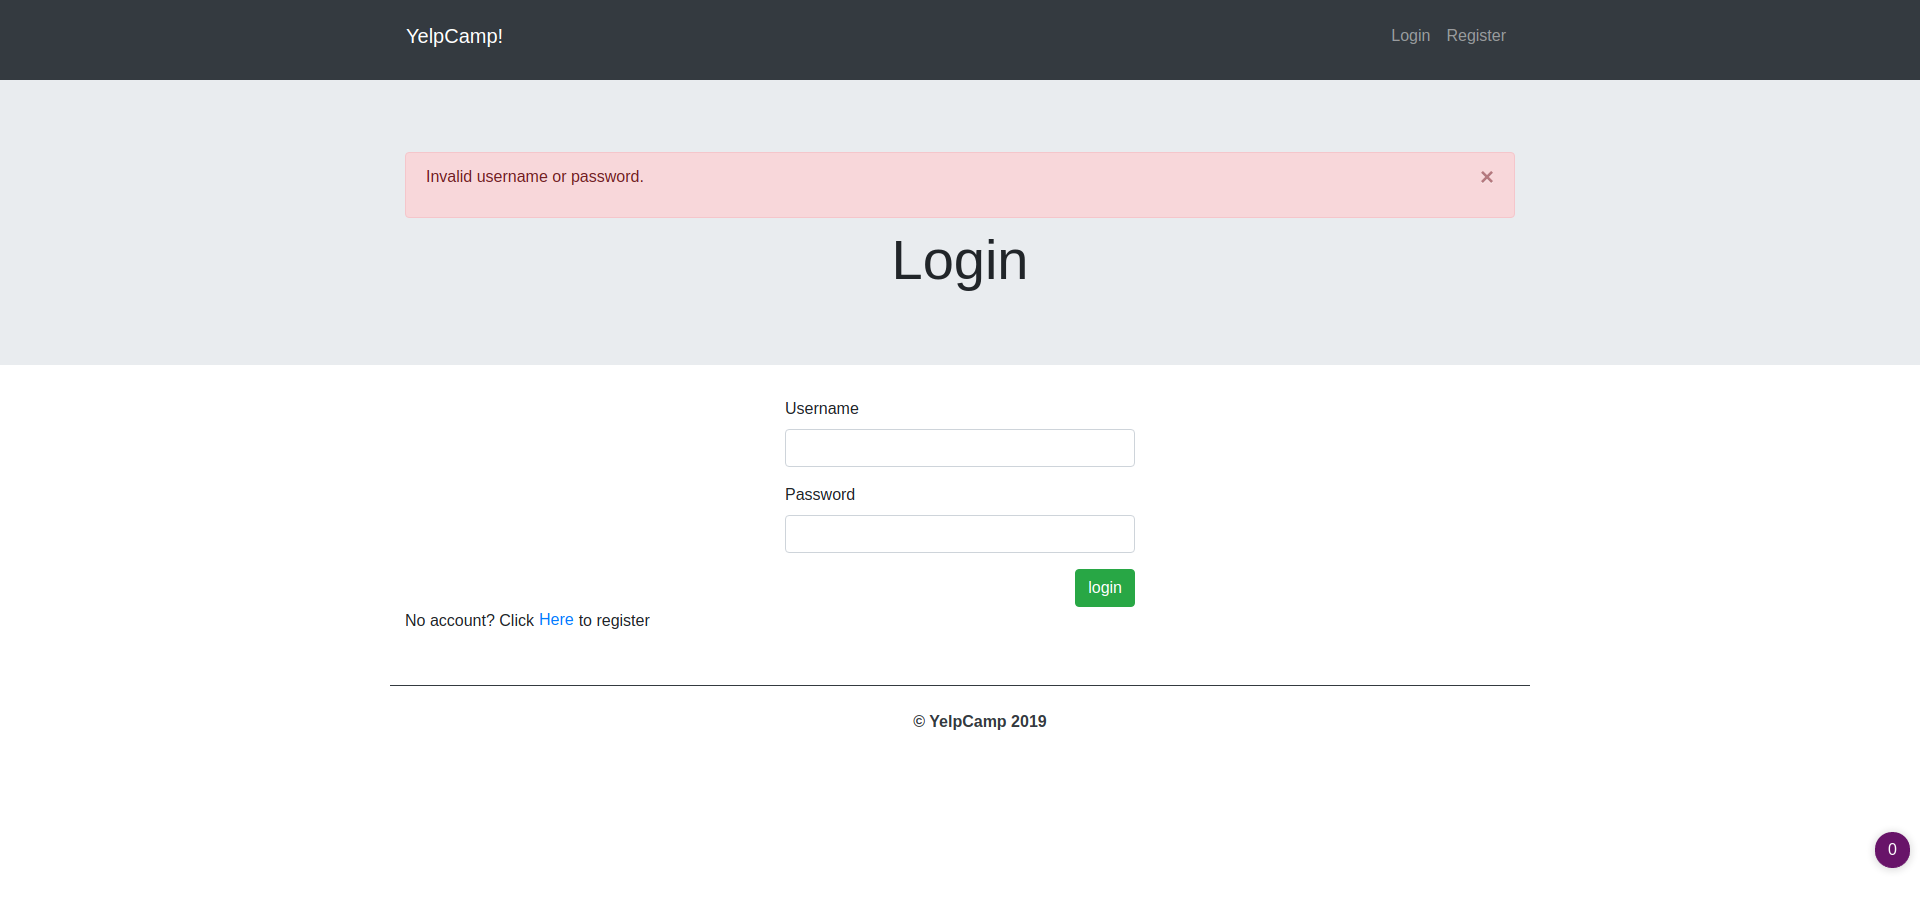 YelpCamp!
Login Register
Invalid username or password. ×
Login
Username
Password
login
No account? Click Here to register
© YelpCamp 2019
0